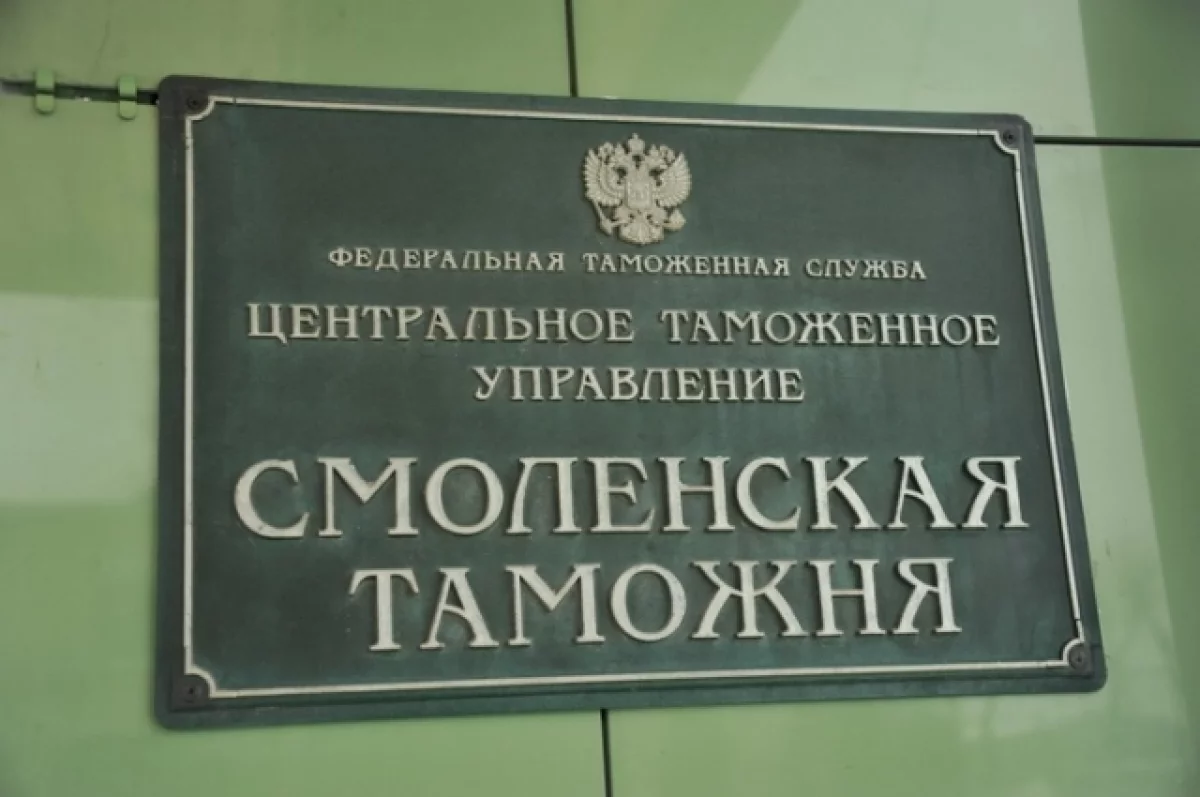 ФЕДЕРАЛЬНАЯ ТАМОЖЕННАЯ СЛУЖБА
ЦЕНТРАЛЬНОЕ ТАМОЖЕННОЕ
УПРАВЛЕНИЕ
СМОЛЕНСКАЯ
ТАМОЖНЯ